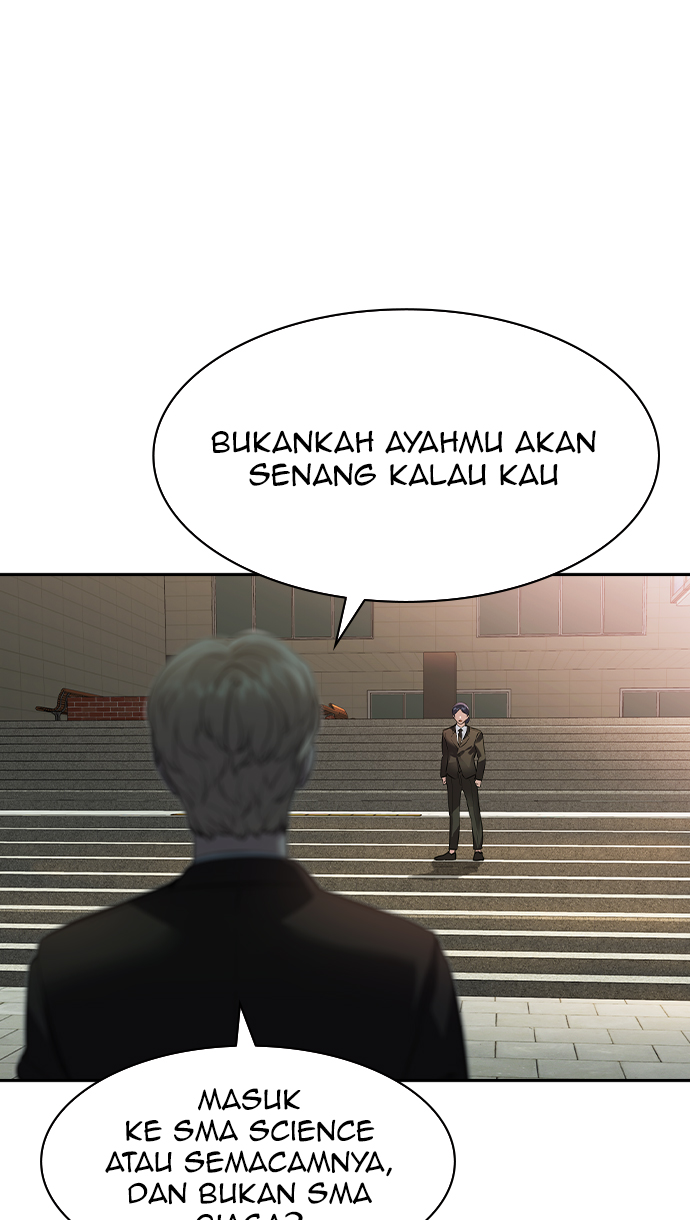 BUKANKAH AYAHMU AKAN
SENANG KALAU KAU
MASUK
KE SMA SCIENCE
ATAU SEMACAMNYA,
DAN BUKAN SMA